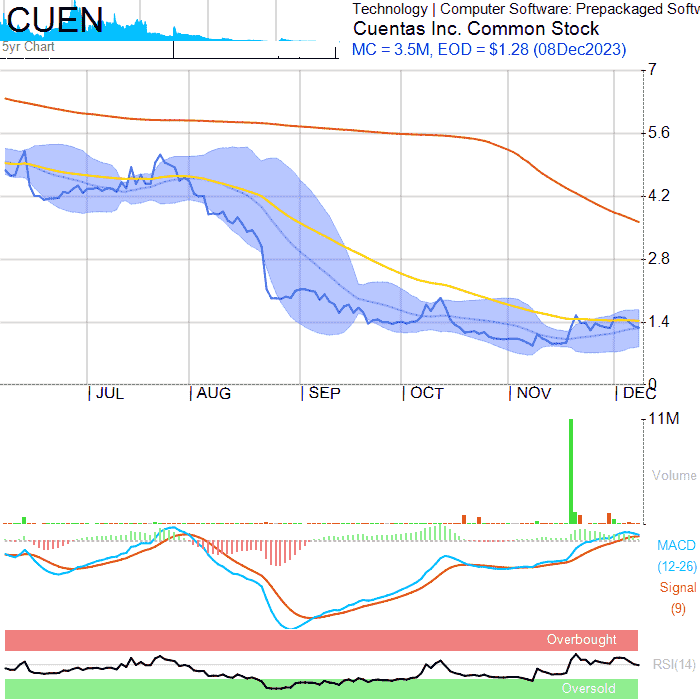 CUEN
5yr Chart
Technology | Computer Software: Prepackaged Softw
Cuentas Inc. Common Stock
MC = 3.5M, EOD = $1.28 (08Dec2023)
7
5.6
4.2
2.8
1.4
0
JUL AUG SEP OCT NOV DEC
11M
Volume
MACD
(12-26)
Signal
(9)
Overbought
RSI(14)
Oversold